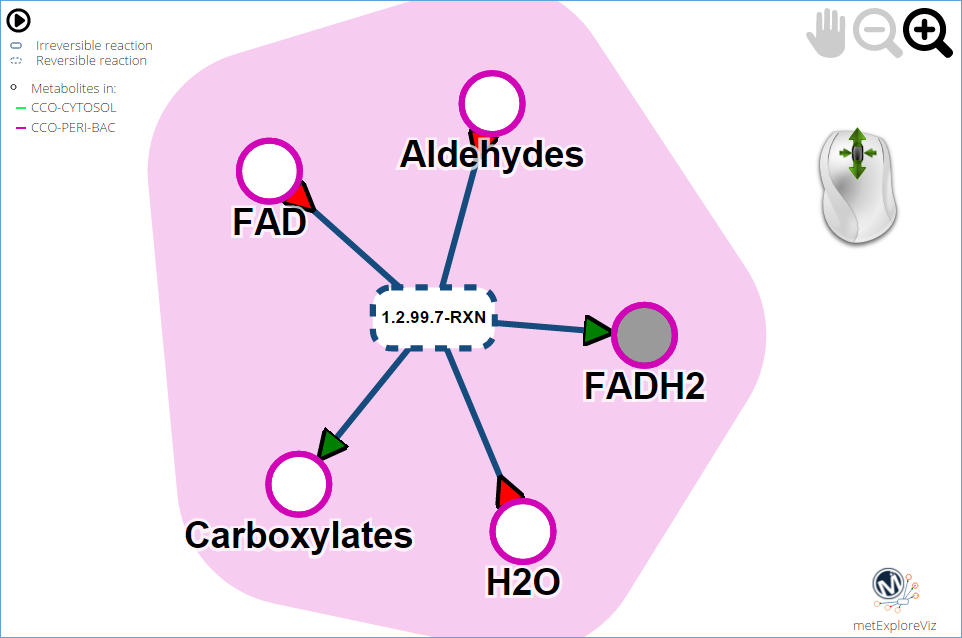 Irreversible reaction
Reversible reaction
Metabolites in:
CCO-CYTOSOL
CCO-PERI-BAC
Aldehydes
FAD
1.2.99.7-RXN
FADH2
Carboxylates
H2O
M
metExploreViz